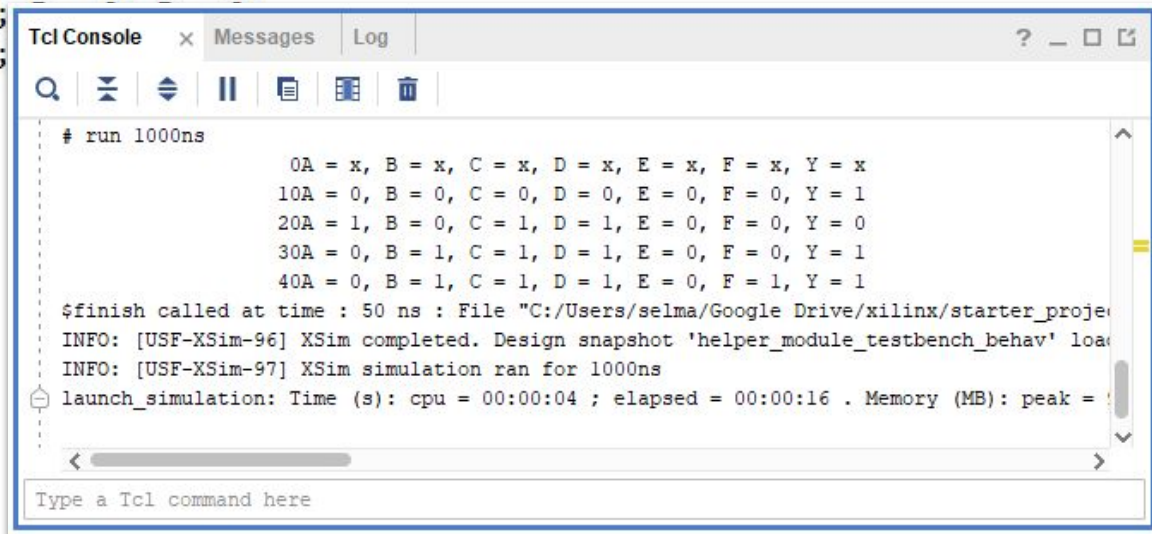 ;
;
Tcl Console × Messages Log ? _
# run 1000ns
0A = x, B = x, C = x, D = x, E = x, F = x, Y = x
10A = 0, B = 0, C = 0, D = 0, E = 0, F = 0, Y = 1
20A = 1, B = 0, C = 1, D = 1, E = 0, F = 0, Y = 0
30A = 0, B = 1, C = 1, D = 1, E = 0, F = 0, Y = 1
40A = 0, B = 1, C = 1, D = 1, E = 0, F = 1, Y = 1
$finish called at time : 50 ns : File "C:/Users/selma/Google Drive/xilinx/starter_proje
INFO: [USF-XSim-96] XSim completed. Design snapshot 'helper_module_testbench_behav' loa
INFO: [USF-XSim-97] XSim simulation ran for 1000ns
launch_simulation: Time (s): cpu = 00:00:04 ; elapsed = 00:00:16 . Memory (MB): peak =
Type a Tcl command here